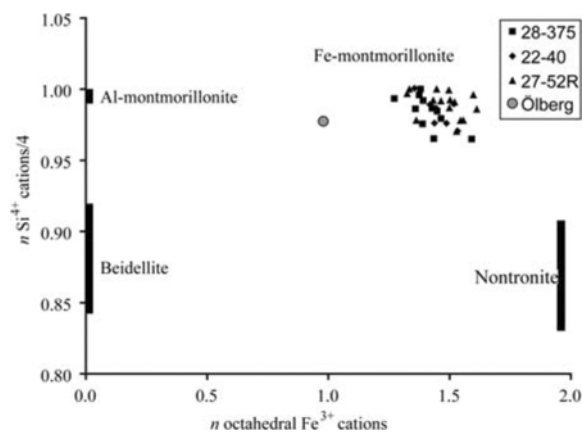 1.05
1.00
0.95
0.90
0.85
0.80
n Si4+ cations/4
Fe-montmorillonite
Al-montmorillonite
Beidellite
Nontronite
28-375
22-40
27-52R
Ölberg
0.0
0.5
1.0
1.5
2.0
n octahedral Fe3+ cations